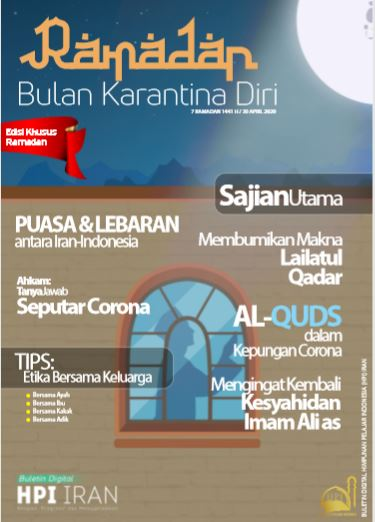 Ramadan
Bulan Karantina Diri
7 RAMADAN 1441 H / 30 APRIL 2020
Edisi Khusus
Ramadan
SajianUtama
PUASA & LEBARAN
antara Iran-Indonesia
Membumikan Makna
Lailatul
Qadar
Ahkam:
TanyaJawab
Seputar Corona
AL-QUDS
dalam
Kepungan Corona
TIPS:
Etika Bersama Keluarga
Bersama Ayah
Bersama Ibu
Bersama Kakak
Bersama Adik
Mengingat Kembali
Kesyahidan
Imam Ali as
Buletin Digital
HPI IRAN
BULETIN DIGITAL HIMPUNAN PELAJAR INDONESIA (HPI) IRAN